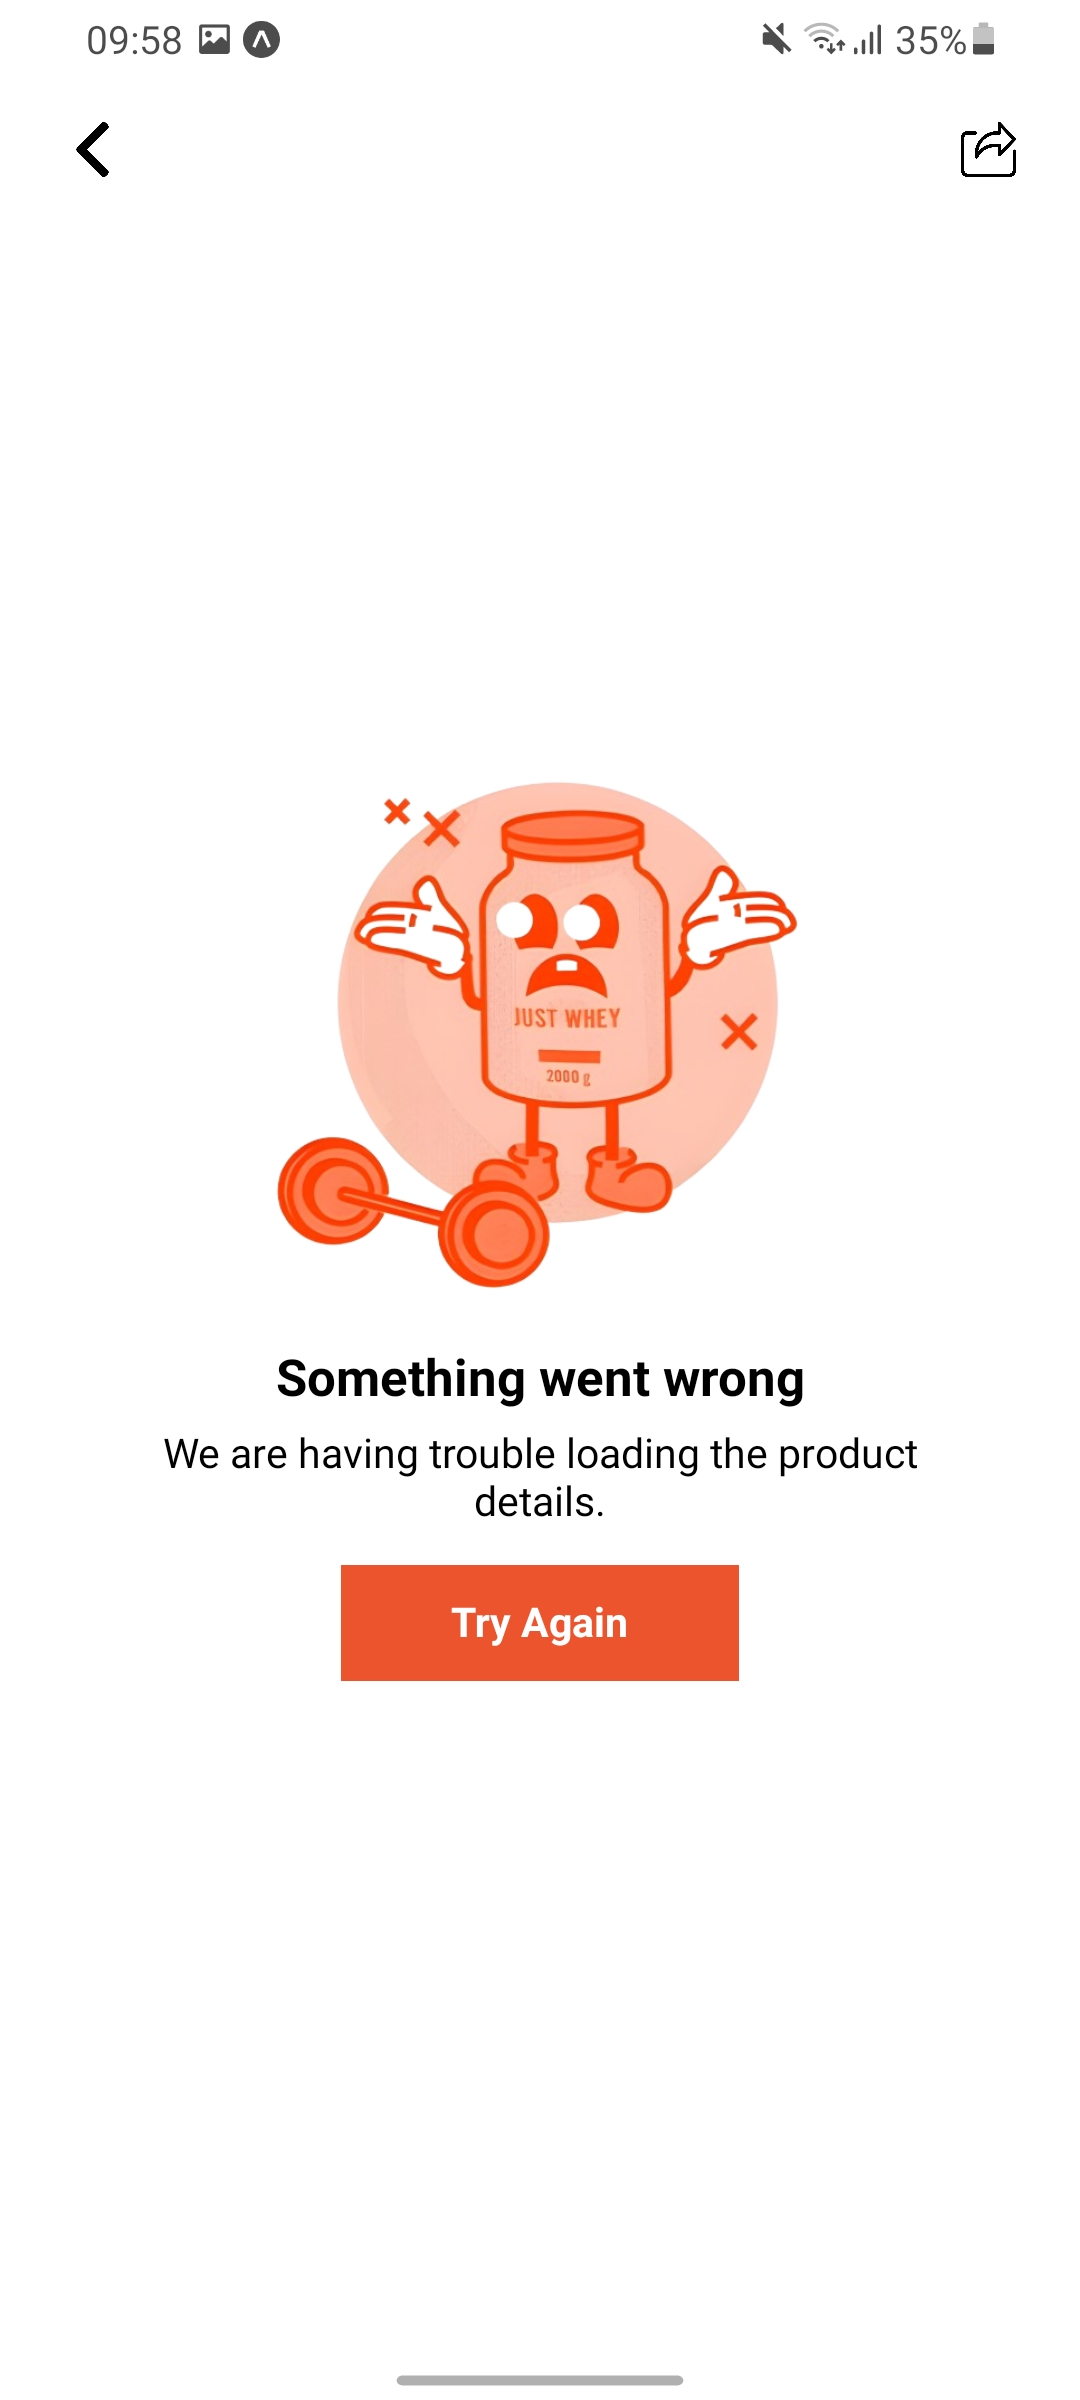 09:58
35%
JUST WHEY
2000 g
Something went wrong
We are having trouble loading the product
details.
Try Again